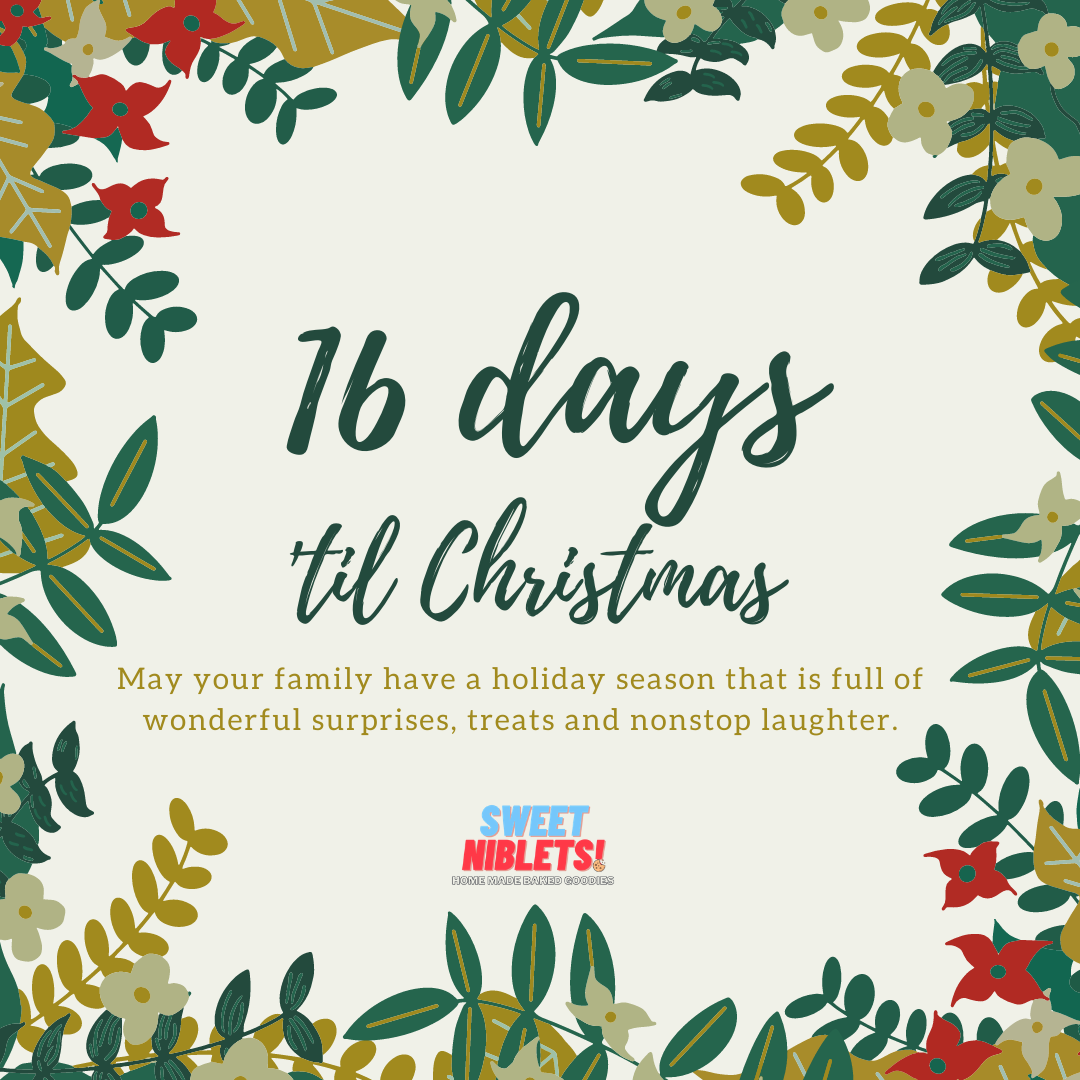 16 days
'til Christmas
May your family have a holiday season that is full of
wonderful surprises, treats and nonstop laughter.
SWEET
NIBLETS!
HOME MADE BAKED GOODIES